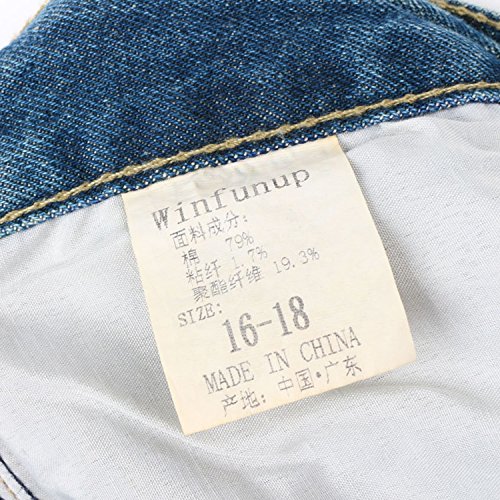 Winfunup
面料成分:
棉 79%
粘纤 1.7%
聚酯纤维 19.3%
SIZE:
16-18
MADE IN CHINA
产地: 中国·广东